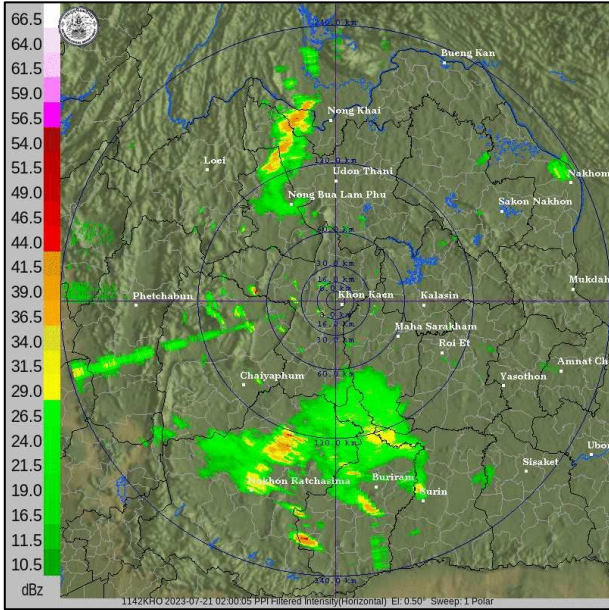 66.5
64.0
61.5
59.0
56.5
54.0
51.5
49.0
46.5
44.0
41.5
39.0
36.5
34.0
31.5
29.0
26.5
24.0
21.5
19.0
16.5
14.0
11.5
10.5
dBz
Bueng Kan
Nong Khai
Loei
Udon Thani
Nakhom
Nong Bua Lam Phu
Sakon Nakhon
Mukdah
Phetchabun
Khon Kaen
Kalasin
Maha Sarakham
Roi Et
Amnat Ch
Chaiyaphum
Yasothon
Ubon
Sisaket
Nakhon Ratchasima
Buriram
Surin
1142KHO 2023-07-21 02:00:05 PPI Filtered Intensity(Horizontal) El: 0.50° Sweep: 1 Polar